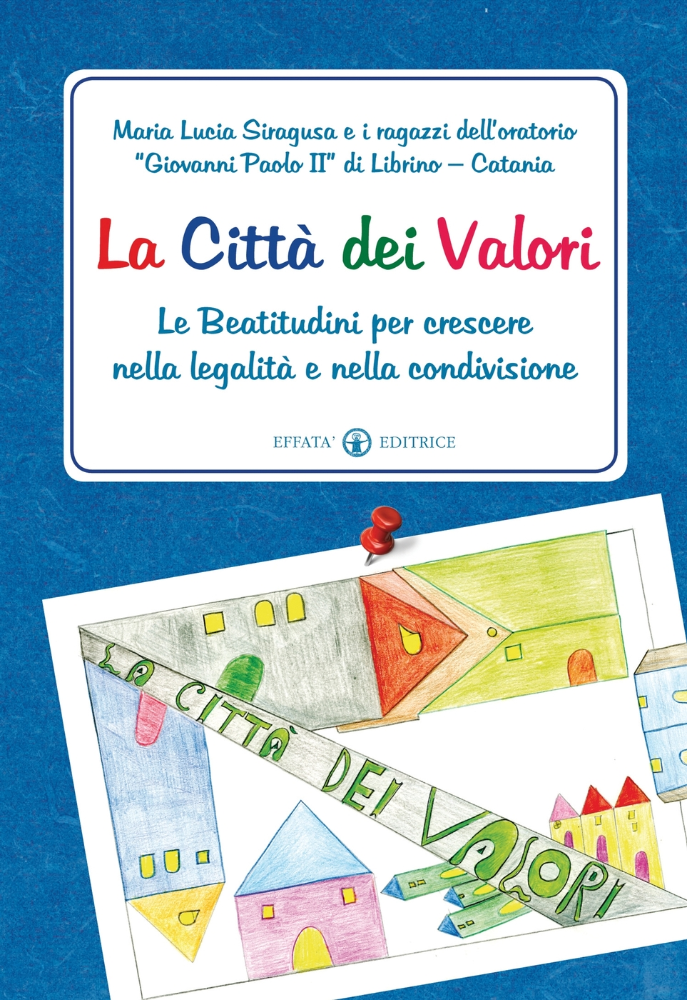 Maria Lucia Siragusa e i ragazzi dell'oratorio
"Giovanni Paolo II" di Librino – Catania
La Città dei Valori
Le Beatitudini per crescere
nella legalità e nella condivisione
EFFATA' EDITRICE
LA CITTÀ DEI VALORI